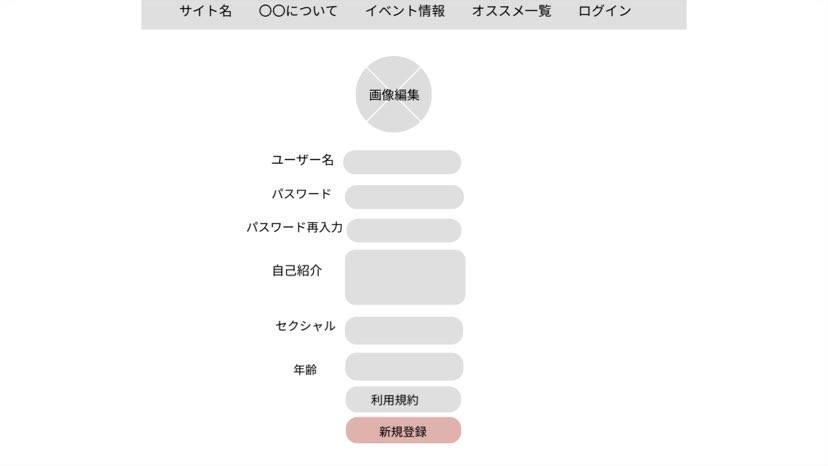 サイト名 〇〇について イベント情報 オススメ一覧 ログイン
画像編集
ユーザー名
パスワード
パスワード再入力
自己紹介
セクシャル
年齢
利用規約
新規登録